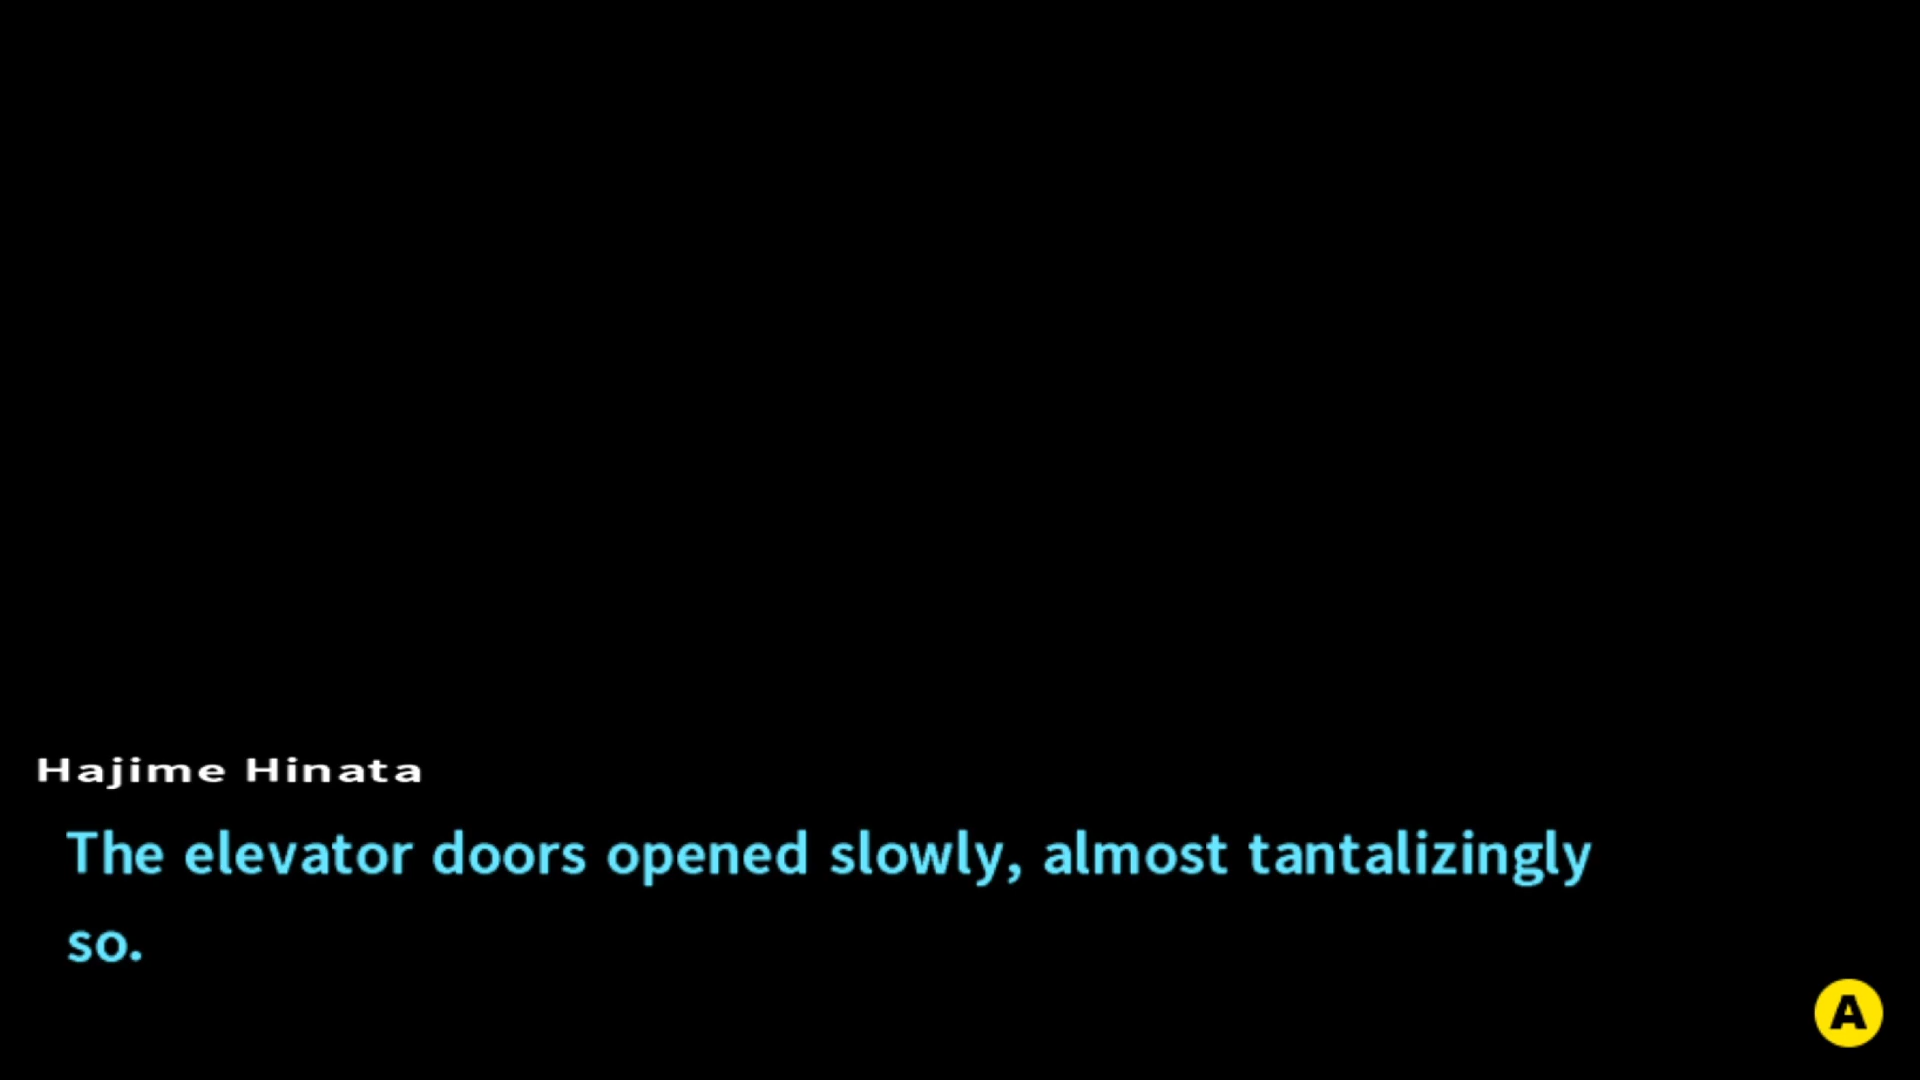 Hajime Hinata
The elevator doors opened slowly, almost tantalizingly
so.
A